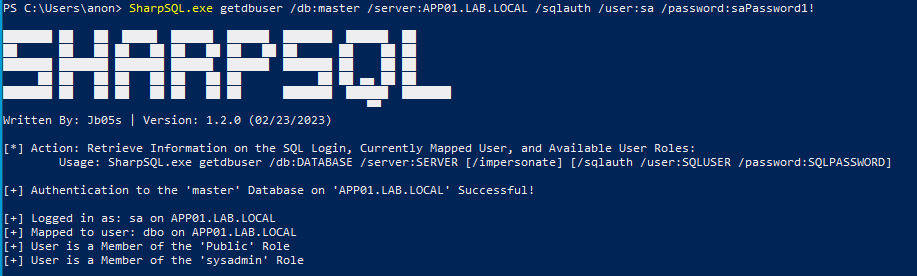 PS C:\Users\anon> SharpSQL.exe getdbuser /db:master /server:APP01.LAB.LOCAL /sqlauth /user:sa /password:saPassword1!
SHARPSQL
Written By: Jb05s | Version: 1.2.0 (02/23/2023)
[*] Action: Retrieve Information on the SQL Login, Currently Mapped User, and Available User Roles:
Usage: SharpSQL.exe getdbuser /db:DATABASE /server:SERVER [/impersonate] [/sqlauth /user:SQLUSER /password:SQLPASSWORD]
[+] Authentication to the 'master' Database on 'APP01.LAB.LOCAL' Successful!
[+] Logged in as: sa on APP01.LAB.LOCAL
[+] Mapped to user: dbo on APP01.LAB.LOCAL
[+] User is a Member of the 'Public' Role
[+] User is a Member of the 'sysadmin' Role